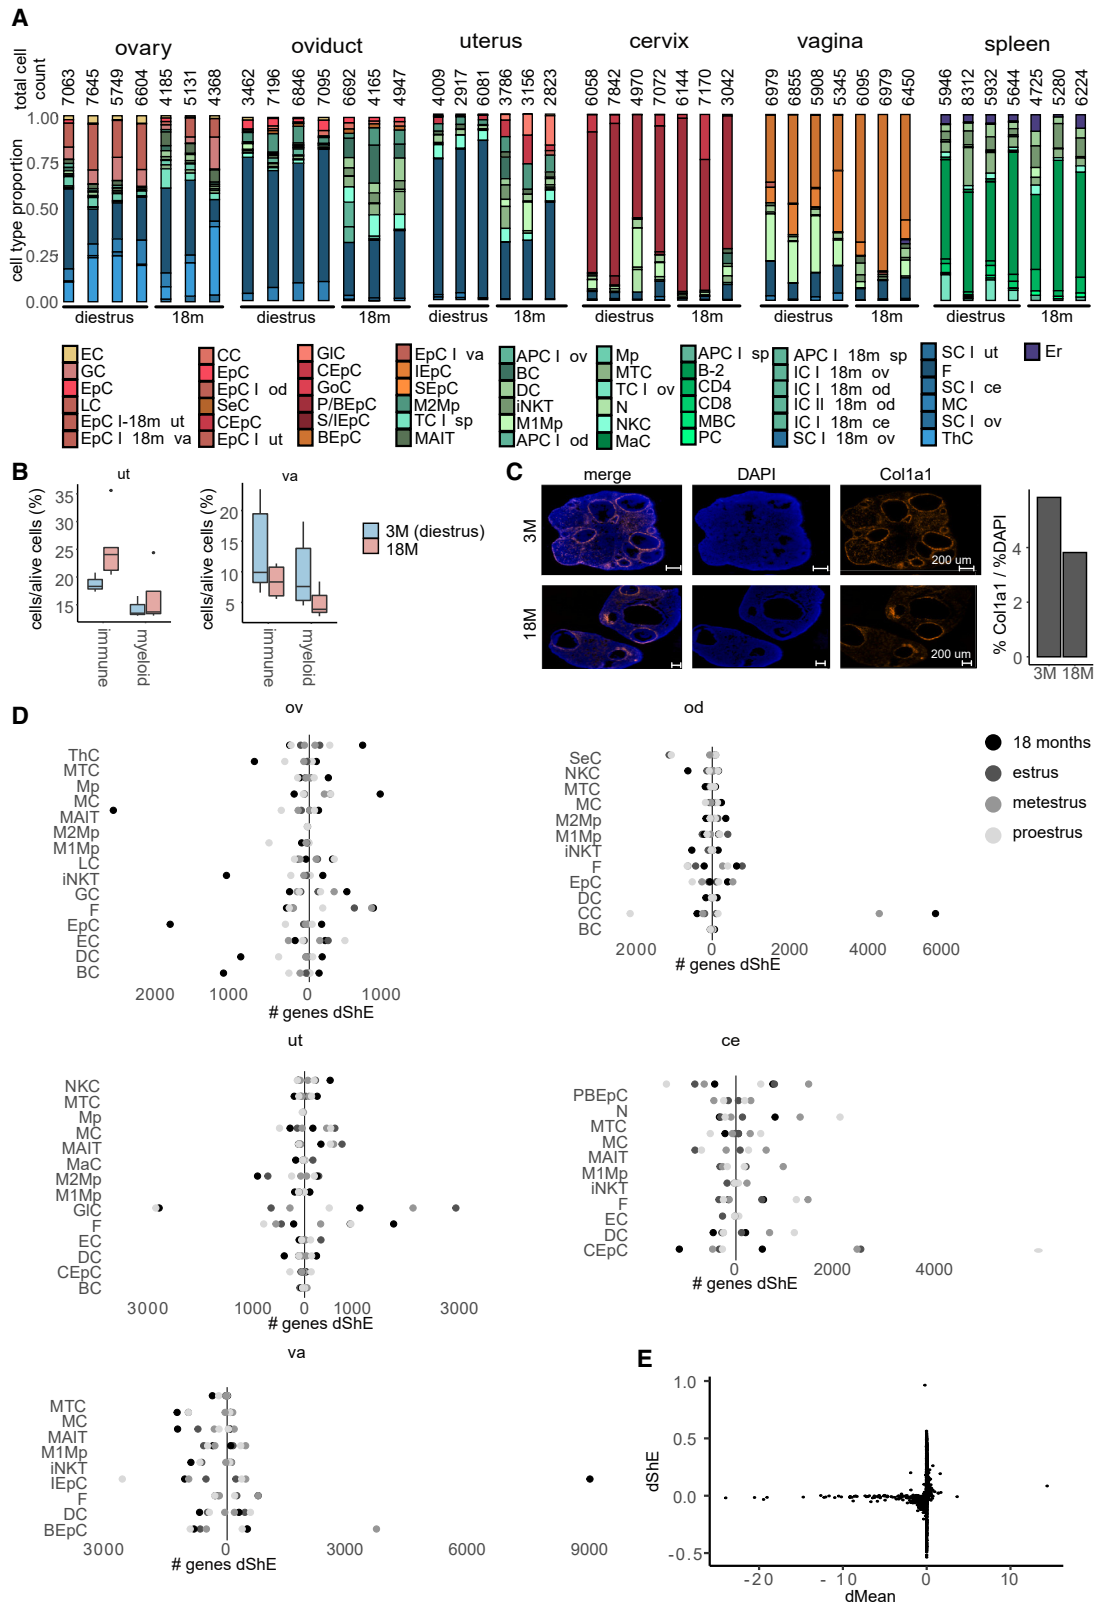 A
ovary oviduct uterus cervix vagina spleen
total cell
count
7063 7645 5749 6604 4185 5131 4368
3462 7196 6846 7095 6692 4165 4947
4009 2917 6081 3786 3156 2823
6058 7842 4970 7072 6144 7170 3042
6979 6855 5908 5345 6095 6979 6450
5946 8312 5932 5644 4725 5280 6224
cell type proportion
1.00
0.75
0.50
0.25
0.00
diestrus 18m diestrus 18m diestrus 18m diestrus 18m diestrus 18m diestrus 18m
EC
GC
EpC
LC
EpC I-18m ut
EpC I 18m va
CC
EpC
EpC I od
SeC
CEpC
EpC I ut
GlC
CEpC
GoC
P/BEpC
S/IEpC
BEpC
EpC I va
IEpC
SEpC
M2Mp
TC I sp
MAIT
APC I ov
BC
DC
iNKT
M1Mp
APC I od
Mp
MTC
TC I ov
N
NKC
MaC
APC I sp
B-2
CD4
CD8
MBC
PC
APC I 18m sp
IC I 18m ov
IC I 18m od
IC II 18m od
IC I 18m ce
SC I 18m ov
SC I ut
F
SC I ce
MC
SC I ov
ThC
Er
B
ut
cells/alive cells (%)
35
30
25
20
15
immune myeloid
va
cells/alive cells (%)
20
15
10
5
immune myeloid
3M (diestrus)
18M
C
merge DAPI Col1a1
3M
200 um
18M
200 um
% Col1a1 / %DAPI
4
2
0
3M 18M
D
ov
ThC
MTC
Mp
MC
MAIT
M2Mp
M1Mp
LC
iNKT
GC
F
EpC
EC
DC
BC
2000 1000 0 1000
# genes dShE
od
SeC
NKC
MTC
MC
M2Mp
M1Mp
iNKT
F
EpC
DC
CC
BC
2000 0 2000 4000 6000
# genes dShE
18 months
estrus
metestrus
proestrus
ut
NKC
MTC
Mp
MC
MAIT
MaC
M2Mp
M1Mp
GlC
F
EC
DC
CEpC
BC
3000 1000 0 1000 3000
# genes dShE
ce
PBEpC
N
MTC
MC
MAIT
M1Mp
iNKT
F
EC
DC
CEpC
0 2000 4000
# genes dShE
va
MTC
MC
MAIT
M1Mp
iNKT
IEpC
F
DC
BEpC
3000 0 3000 6000 9000
# genes dShE
E
dShE
1.0
0.5
0.0
-0.5
-20 - 10 0 10
dMean